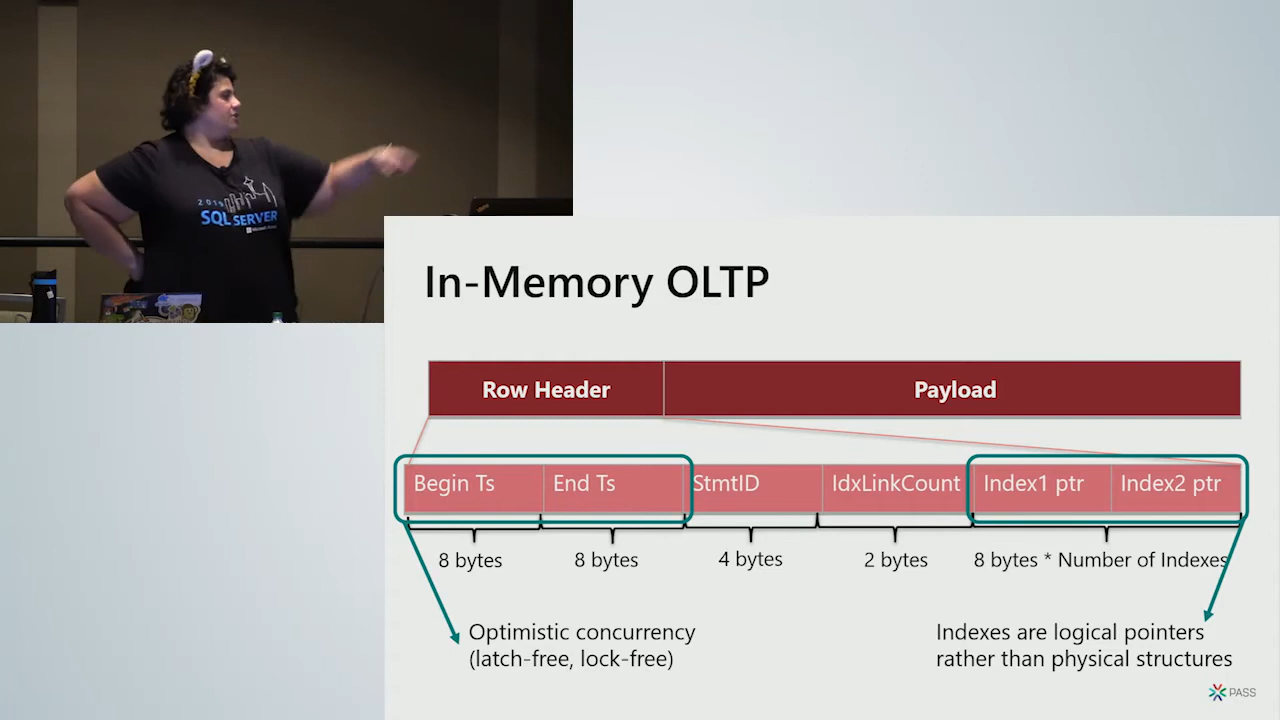 2019
SQL SERVER
Microsoft
In-Memory OLTP
Row Header
Payload
Begin Ts
End Ts
StmtID
IdxLinkCount
Index1 ptr
Index2 ptr
8 bytes
8 bytes
4 bytes
2 bytes
8 bytes * Number of Indexes
Optimistic concurrency
(latch-free, lock-free)
Indexes are logical pointers
rather than physical structures
PASS